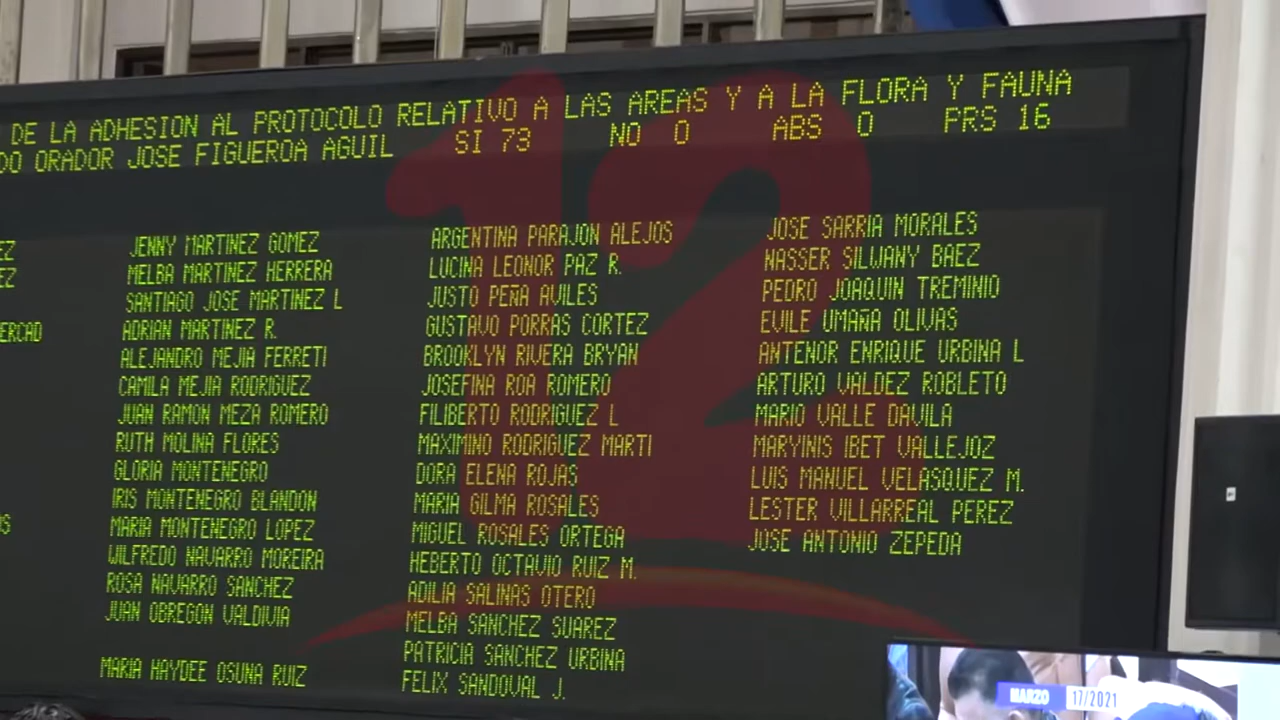 DE LA ADHESION AL PROTOCOLO RELATIVO A LAS AREAS Y A LA FLORA Y FAUNA
DO ORADOR JOSE FIGUEROA AGUIL SI 73 NO 0 ABS 0 PRS 16
EZ
EZ
ERCAD
OS
JENNY MARTINEZ GOMEZ
MELBA MARTINEZ HERRERA
SANTIAGO JOSE MARTINEZ L
ADRIAN MARTINEZ R.
ALEJANDRO MEJIA FERRETI
CAMILA MEJIA RODRIGUEZ
JUAN RAMON MEZA ROMERO
RUTH MOLINA FLORES
GLORIA MONTENEGRO
IRIS MONTENEGRO BLANDON
MARIA MONTENEGRO LOPEZ
WILFREDO NAVARRO MOREIRA
ROSA NAVARRO SANCHEZ
JUAN OBREGON VALDIVIA
MARIA HAYDEE OSUNA RUIZ
ARGENTINA PARAJON ALEJOS
LUCINA LEONOR PAZ R.
JUSTO PEÑA AVILES
GUSTAVO PORRAS CORTEZ
BROOKLYN RIVERA BRYAN
JOSEFINA ROA ROMERO
FILIBERTO RODRIGUEZ L
MAXIMINO RODRIGUEZ MARTI
DORA ELENA ROJAS
MARIA GILMA ROSALES
MIGUEL ROSALES ORTEGA
HEBERTO OCTAVIO RUIZ M.
ADILIA SALINAS OTERO
MELBA SANCHEZ SUAREZ
PATRICIA SANCHEZ URBINA
FELIX SANDOVAL J.
JOSE SARRIA MORALES
NASSER SILWANY BAEZ
PEDRO JOAQUIN TREMINIO
EVILE UMAÑA OLIVAS
ANTENOR ENRIQUE URBINA L
ARTURO VALDEZ ROBLETO
MARIO VALLE DAVILA
MARYINIS IBET VALLEJOZ
LUIS MANUEL VELASQUEZ M.
LESTER VILLARREAL PEREZ
JOSE ANTONIO ZEPEDA
12
MARZO 17/2021